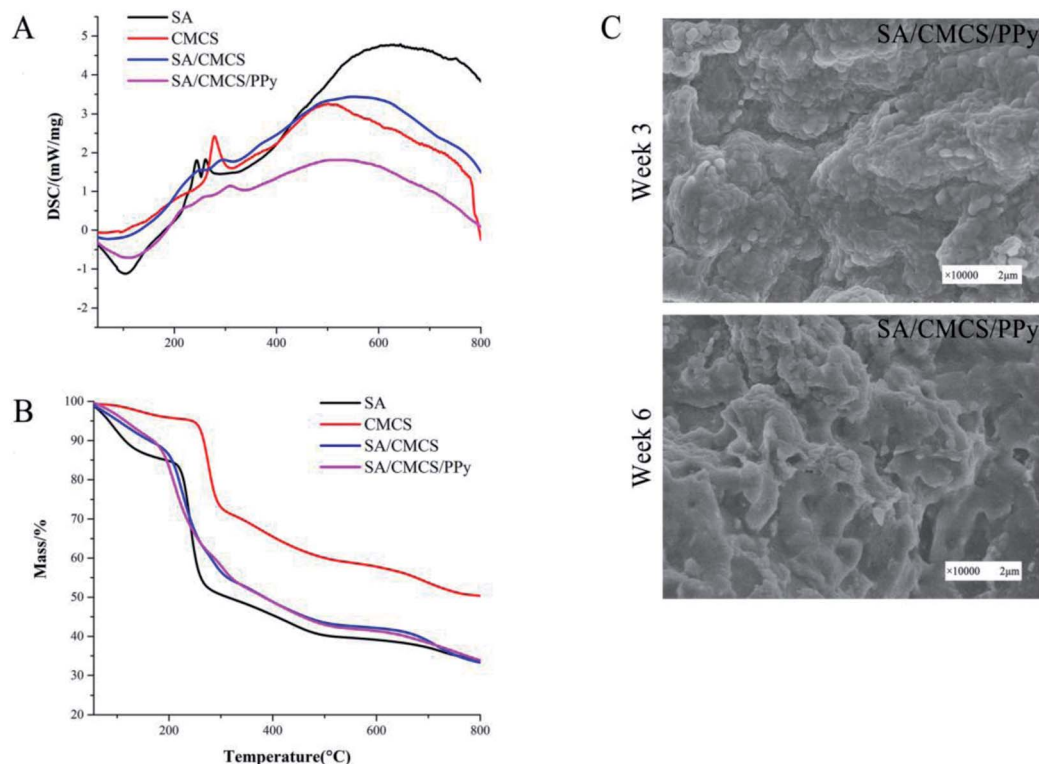 A
SA
CMCS
SA/CMCS
SA/CMCS/PPy
DSC/(mW/mg)
5
4
3
2
1
0
-1
-2
200
400
600
800
B
SA
CMCS
SA/CMCS
SA/CMCS/PPy
Mass/%
100
90
80
70
60
50
40
30
20
200
400
600
800
Temperature(°C)
C
Week 3
SA/CMCS/PPy
×10000 2μm
Week 6
SA/CMCS/PPy
×10000 2μm